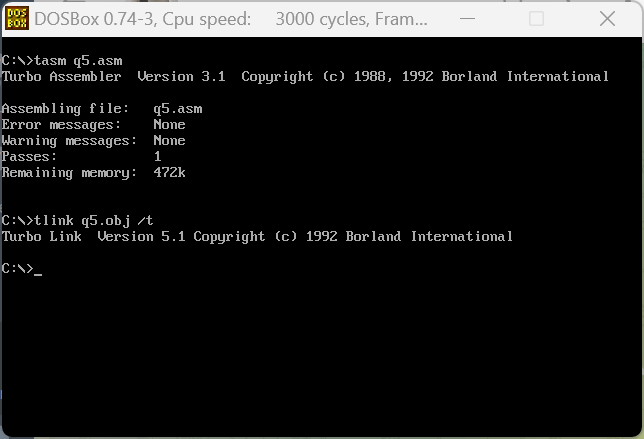 DOS
BOX
DOSBox 0.74-3, Cpu speed: 3000 cycles, Fram...
C:\>tasm q5.asm
Turbo Assembler Version 3.1 Copyright (c) 1988, 1992 Borland International
Assembling file: q5.asm
Error messages: None
Warning messages: None
Passes: 1
Remaining memory: 472k
C:\>tlink q5.obj /t
Turbo Link Version 5.1 Copyright (c) 1992 Borland International
C:\>_